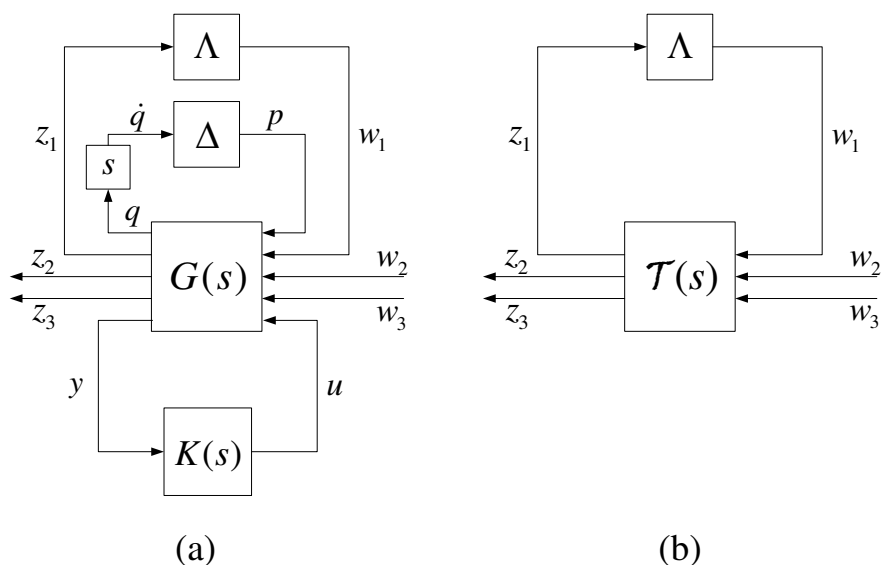 Λ
q̇
Δ
p
z₁
w₁
s
q
G(s)
z₂
w₂
z₃
w₃
y
u
K(s)
(a)
Λ
z₁
w₁
𝒯(s)
z₂
w₂
z₃
w₃
(b)